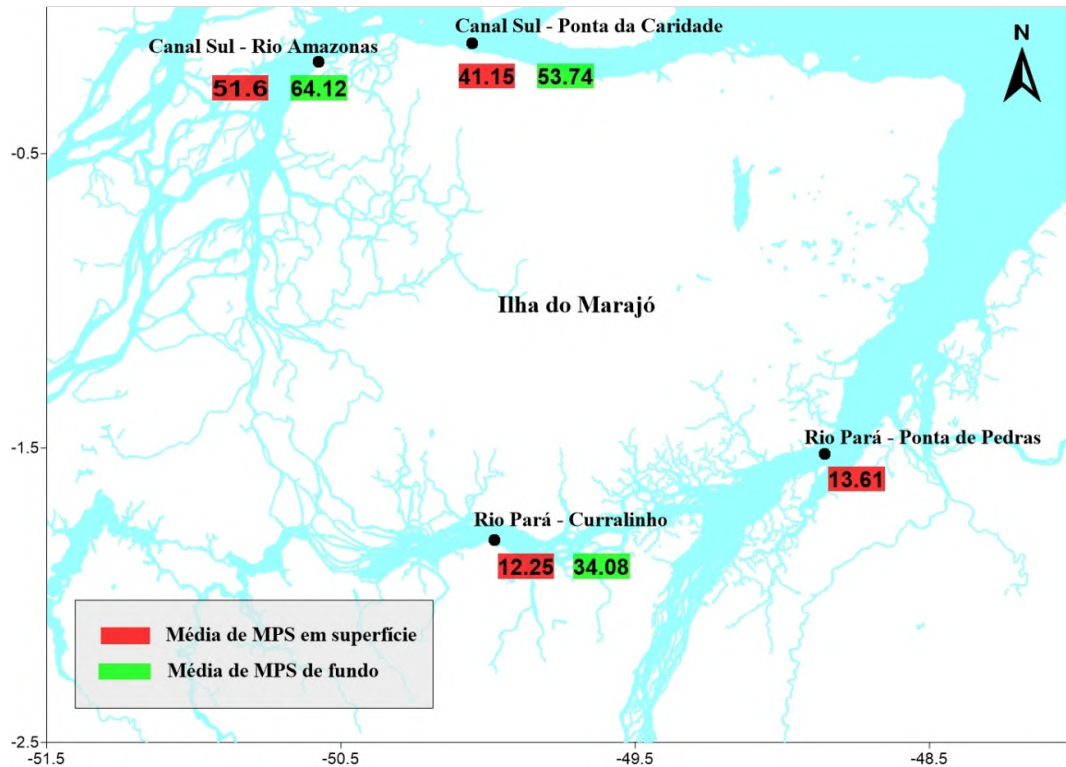 Canal Sul - Ponta da Caridade
Canal Sul - Rio Amazonas
N
51.6 64.12
41.15 53.74
-0.5
Ilha do Marajó
Rio Pará - Ponta de Pedras
-1.5
13.61
Rio Pará - Curralinho
12.25 34.08
Média de MPS em superfície
Média de MPS de fundo
-2.5
-51.5 -50.5 -49.5 -48.5